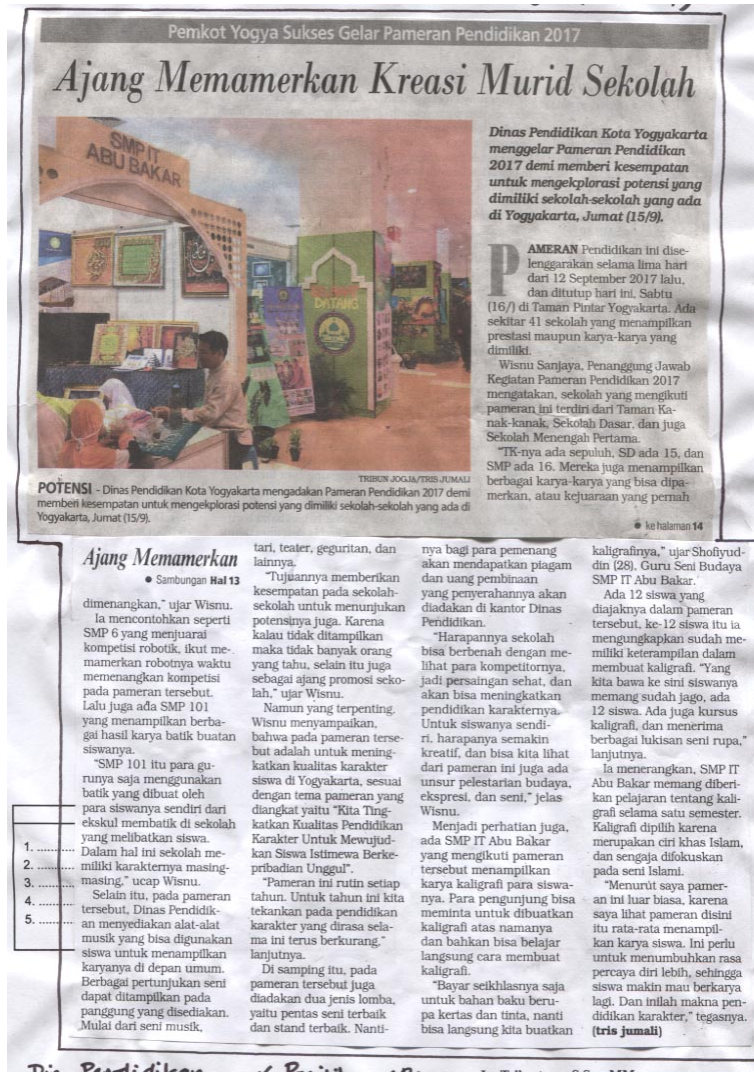 Pemkot Yogya Sukses Gelar Pameran Pendidikan 2017
Ajang Memamerkan Kreasi Murid Sekolah
SMP IT
ABU BAKAR
DATANG
Dinas Pendidikan Kota Yogyakarta
menggelar Pameran Pendidikan
2017 demi memberi kesempatan
untuk mengekplorasi potensi yang
dimiliki sekolah-sekolah yang ada
di Yogyakarta, Jumat (15/9).
PAMERAN Pendidikan ini dise-
lenggarakan selama lima hari
dari 12 September 2017 lalu,
dan ditutup hari ini, Sabtu
(16/) di Taman Pintar Yogyakarta. Ada
sekitar 41 sekolah yang menampilkan
prestasi maupun karya-karya yang
dimiliki.
Wisnu Sanjaya, Penanggung Jawab
Kegiatan Pameran Pendidikan 2017
mengatakan, sekolah yang mengikuti
pameran ini terdiri dari Taman Ka-
nak-kanak, Sekolah Dasar, dan juga
Sekolah Menengah Pertama.
"TK-nya ada sepuluh, SD ada 15, dan
SMP ada 16. Mereka juga menampilkan
berbagai karya-karya yang bisa dipa-
merkan, atau kejuaraan yang pernah
● ke halaman 14
TRIBUN JOGJA/TRIS JUMALI
POTENSI - Dinas Pendidikan Kota Yogyakarta mengadakan Pameran Pendidikan 2017 demi
memberi kesempatan untuk mengekplorasi potensi yang dimiliki sekolah-sekolah yang ada di
Yogyakarta, Jumat (15/9).
Ajang Memamerkan
● Sambungan Hal 13
dimenangkan," ujar Wisnu.
Ia mencontohkan seperti
SMP 6 yang menjuarai
kompetisi robotik, ikut me-
mamerkan robotnya waktu
memenangkan kompetisi
pada pameran tersebut.
Lalu juga ada SMP 101
yang menampilkan berba-
gai hasil karya batik buatan
siswanya.
"SMP 101 itu para gu-
runya saja menggunakan
batik yang dibuat oleh
para siswanya sendiri dari
ekskul membatik di sekolah
yang melibatkan siswa.
Dalam hal ini sekolah me-
miliki karakternya masing-
masing," ucap Wisnu.
Selain itu, pada pameran
tersebut, Dinas Pendidik-
an menyediakan alat-alat
musik yang bisa digunakan
siswa untuk menampilkan
karyanya di depan umum.
Berbagai pertunjukan seni
dapat ditampilkan pada
panggung yang disediakan.
Mulai dari seni musik,
1. ..........
2. ..........
3. ..........
4. ..........
5. ..........
tari, teater, geguritan, dan
lainnya.
"Tujuannya memberikan
kesempatan pada sekolah-
sekolah untuk menunjukan
potensinya juga. Karena
kalau tidak ditampilkan
maka tidak banyak orang
yang tahu, selain itu juga
sebagai ajang promosi seko-
lah," ujar Wisnu.
Namun yang terpenting.
Wisnu menyampaikan,
bahwa pada pameran terse-
but adalah untuk mening-
katkan kualitas karakter
siswa di Yogyakarta, sesuai
dengan tema pameran yang
diangkat yaitu "Kita Ting-
katkan Kualitas Pendidikan
Karakter Untuk Mewujud-
kan Siswa Istimewa Berke-
pribadian Unggul".
"Pameran ini rutin setiap
tahun. Untuk tahun ini kita
tekankan pada pendidikan
karakter yang dirasa sela-
ma ini terus berkurang,"
lanjutnya.
Di samping itu, pada
pameran tersebut juga
diadakan dua jenis lomba,
yaitu pentas seni terbaik
dan stand terbaik. Nanti-
nya bagi para pemenang
akan mendapatkan piagam
dan uang pembinaan
yang penyerahannya akan
diadakan di kantor Dinas
Pendidikan.
"Harapannya sekolah
bisa berbenah dengan me-
lihat para kompetitornya,
jadi persaingan sehat, dan
akan bisa meningkatkan
pendidikan karakternya.
Untuk siswanya sendi-
ri, harapanya semakin
kreatif, dan bisa kita lihat
dari pameran ini juga ada
unsur pelestarian budaya,
ekspresi, dan seni," jelas
Wisnu.
Menjadi perhatian juga,
ada SMP IT Abu Bakar
yang mengikuti pameran
tersebut menampilkan
karya kaligrafi para siswa-
nya. Para pengunjung bisa
meminta untuk dibuatkan
kaligrafi atas namanya
dan bahkan bisa belajar
langsung cara membuat
kaligrafi.
"Bayar seikhlasnya saja
untuk bahan baku beru-
pa kertas dan tinta, nanti
bisa langsung kita buatkan
kaligrafinya," ujar Shofiyud-
din (28). Guru Seni Budaya
SMP IT Abu Bakar.
Ada 12 siswa yang
diajaknya dalam pameran
tersebut, ke-12 siswa itu ia
mengungkapkan sudah me-
miliki keterampilan dalam
membuat kaligrafi. "Yang
kita bawa ke sini siswanya
memang sudah jago, ada
12 siswa. Ada juga kursus
kaligrafi, dan menerima
berbagai lukisan seni rupa,"
lanjutnya.
Ia menerangkan, SMP IT
Abu Bakar memang diberi-
kan pelajaran tentang kali-
grafi selama satu semester.
Kaligrafi dipilih karena
merupakan ciri khas Islam,
dan sengaja difokuskan
pada seni Islami.
"Menurut saya pamer-
an ini luar biasa, karena
saya lihat pameran disini
itu rata-rata menampil-
kan karya siswa. Ini perlu
untuk menumbuhkan rasa
percaya diri lebih, sehingga
siswa makin mau berkarya
lagi. Dan inilah makna pen-
didikan karakter," tegasnya.
(tris jumali)